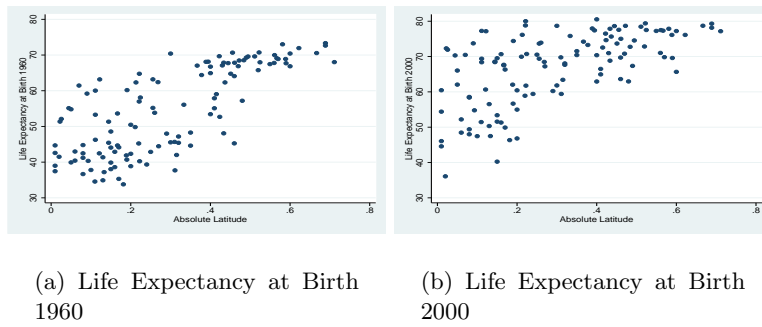 80
70
60
50
40
30
Life Expectancy at Birth 1960
0 .2 .4 .6 .8
Absolute Latitude
80
70
60
50
40
30
Life Expectancy at Birth 2000
0 .2 .4 .6 .8
Absolute Latitude
(a) Life Expectancy at Birth
1960
(b) Life Expectancy at Birth
2000